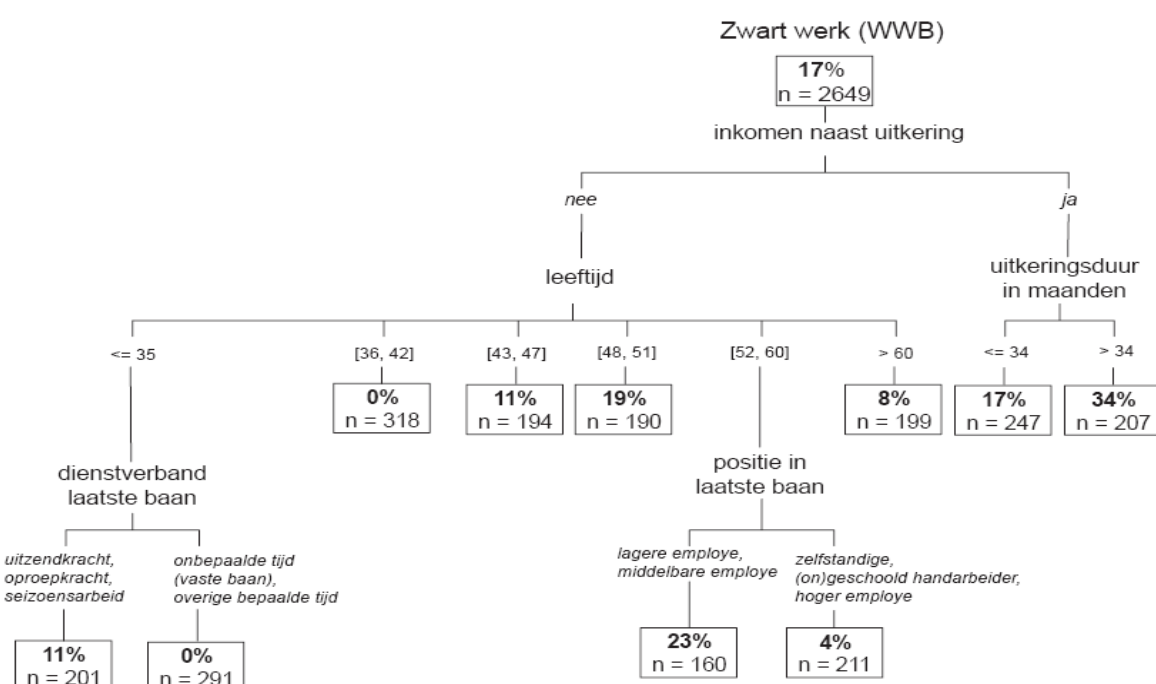 Zwart werk (WWB)
17%
n = 2649
inkomen naast uitkering
nee
ja
leeftijd
uitkeringsduur
in maanden
<= 35
[36, 42]
[43, 47]
[48, 51]
[52, 60]
> 60
<= 34
> 34
0%
n = 318
11%
n = 194
19%
n = 190
8%
n = 199
17%
n = 247
34%
n = 207
dienstverband
laatste baan
positie in
laatste baan
uitzendkracht,
oproepkracht,
seizoensarbeid
onbepaalde tijd
(vaste baan),
overige bepaalde tijd
lagere employe,
middelbare employe
zelfstandige,
(on)geschoold handarbeider,
hoger employe
11%
n = 201
0%
n = 291
23%
n = 160
4%
n = 211